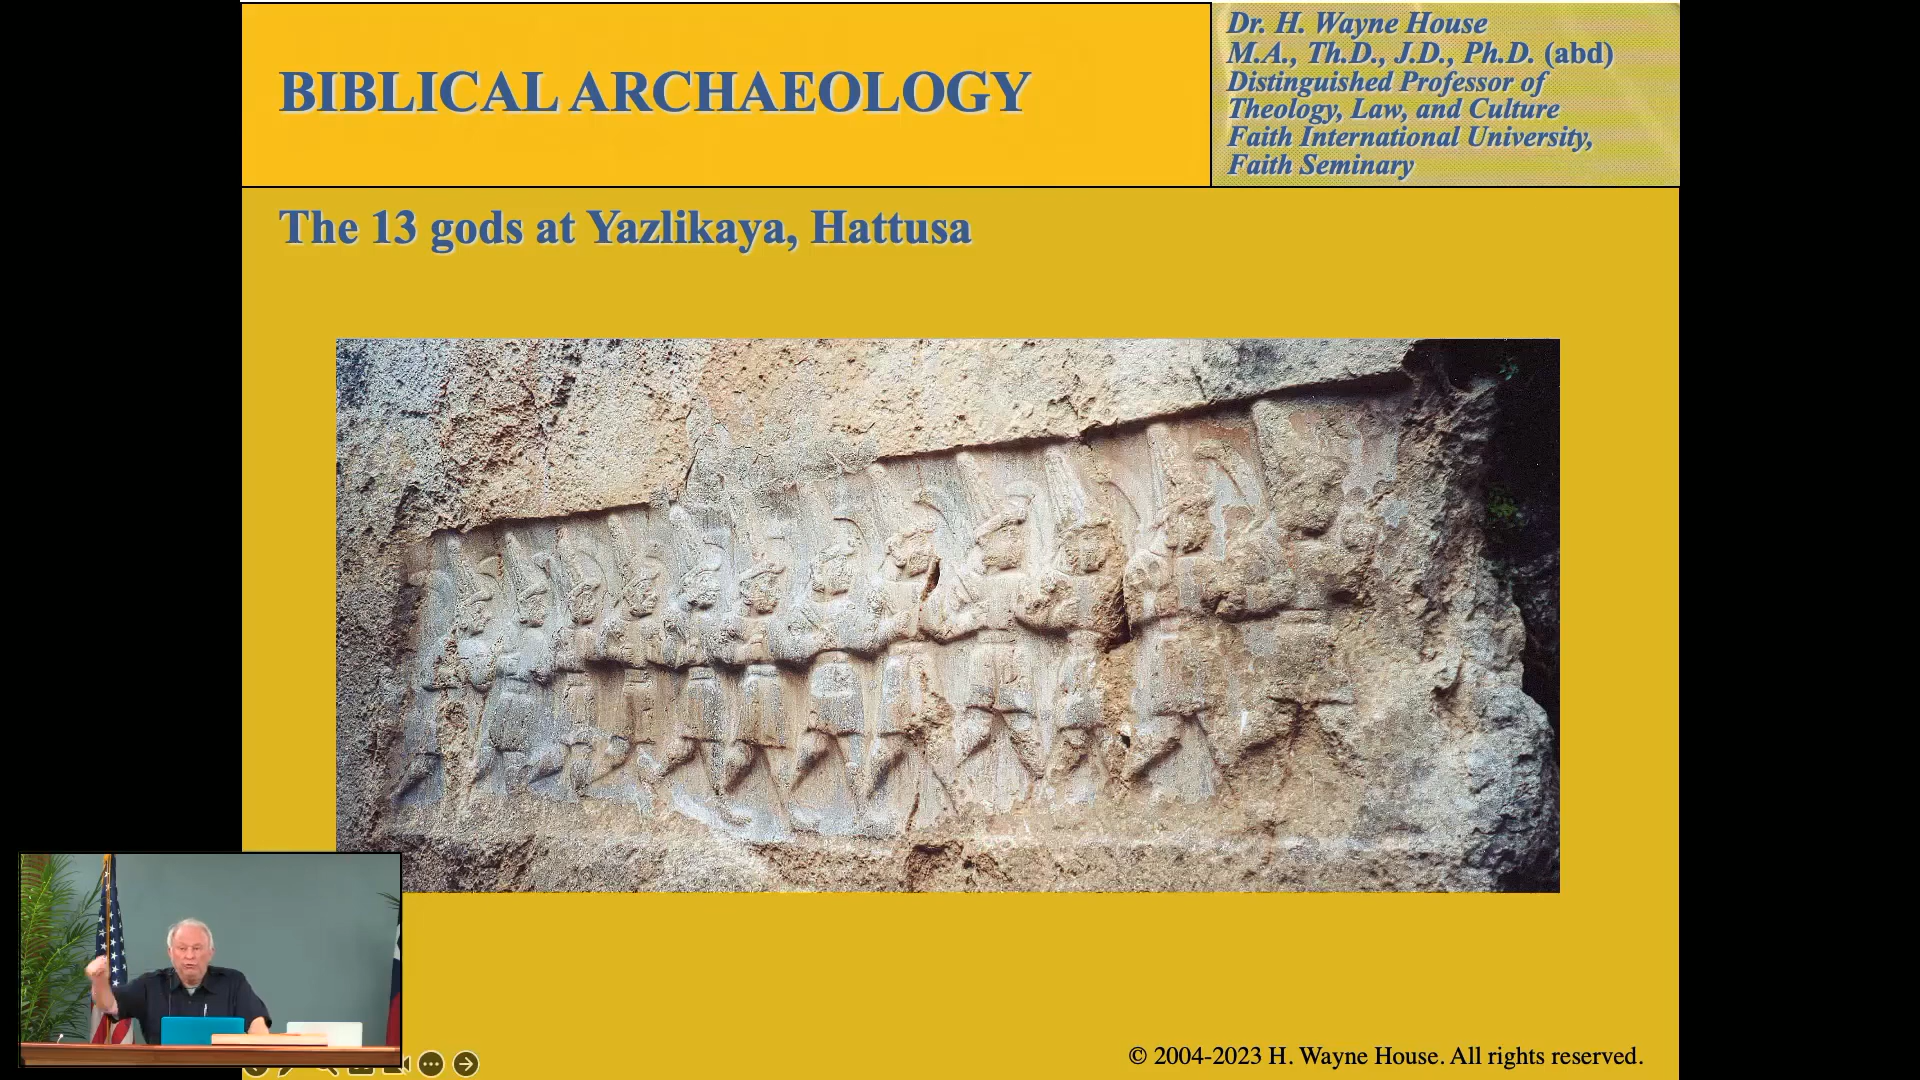 BIBLICAL ARCHAEOLOGY
Dr. H. Wayne House
M.A., Th.D., J.D., Ph.D. (abd)
Distinguished Professor of
Theology, Law, and Culture
Faith International University,
Faith Seminary
The 13 gods at Yazlikaya, Hattusa
© 2004-2023 H. Wayne House. All rights reserved.